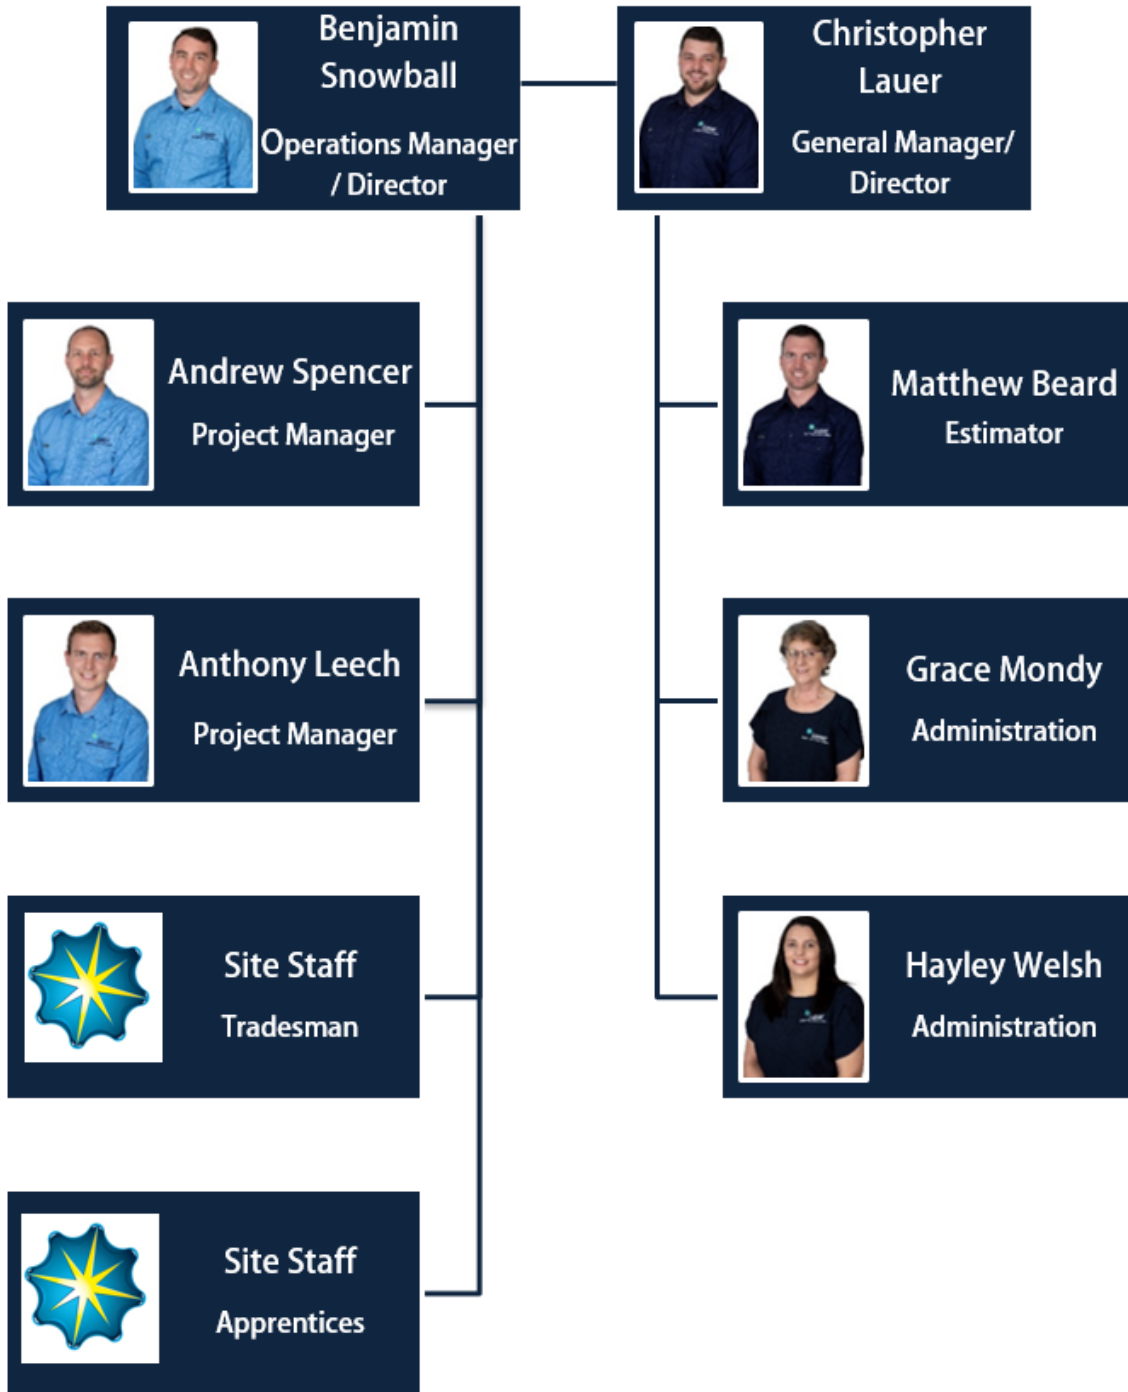 Benjamin
Snowball
Operations Manager
/ Director
Christopher
Lauer
General Manager/
Director
Andrew Spencer
Project Manager
Matthew Beard
Estimator
Anthony Leech
Project Manager
Grace Mondy
Administration
Site Staff
Tradesman
Hayley Welsh
Administration
Site Staff
Apprentices